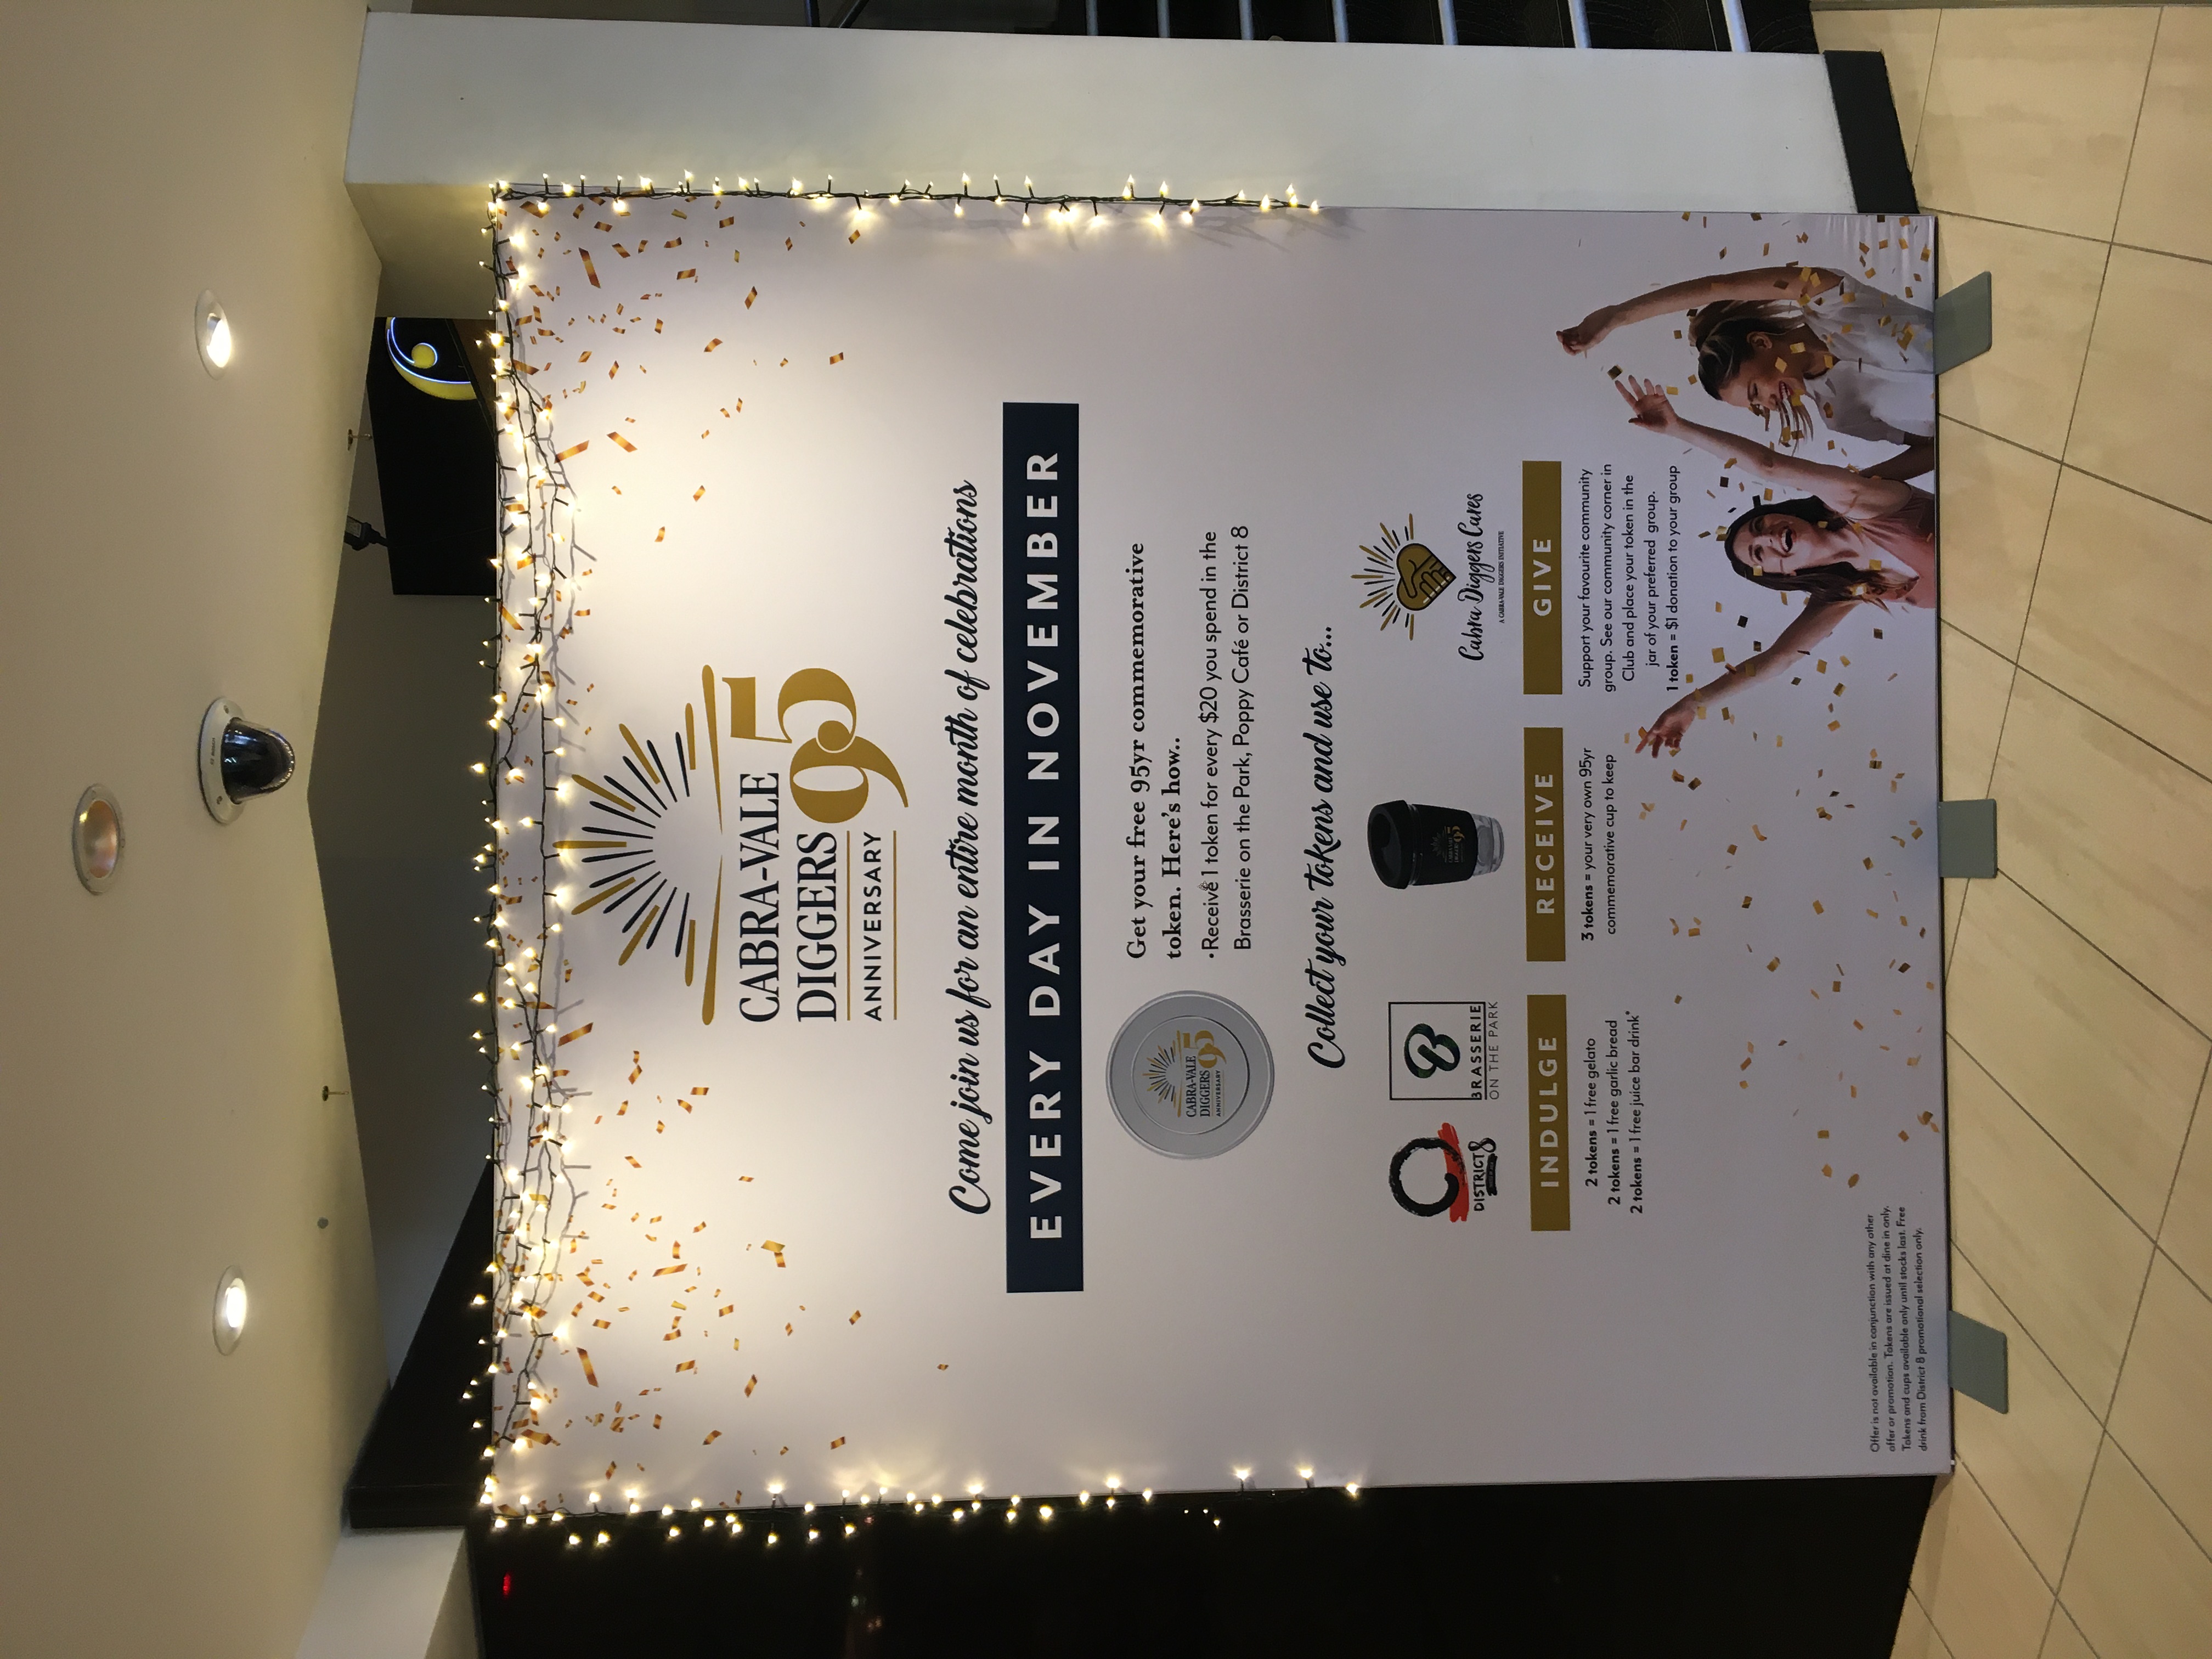 CABRA-VALE
DIGGERS
ANNIVERSARY
95
Come join us for an entire month of celebrations
EVERY DAY IN NOVEMBER
CABRA-VALE
DIGGERS
ANNIVERSARY
95
Get your free 95yr commemorative
token. Here's how..
•Receive 1 token for every $20 you spend in the
Brasserie on the Park, Poppy Café or District 8
Collect your tokens and use to...
DISTRICT 8
BRASSERIE
ON THE PARK
95
Cabra Diggers Cares
A CABRA-VALE DIGGERS INITIATIVE
INDULGE
2 tokens = 1 free gelato
2 tokens = 1 free garlic bread
2 tokens = 1 free juice bar drink*
RECEIVE
3 tokens = your very own 95yr
commemorative cup to keep
GIVE
Support your favourite community
group. See our community corner in
Club and place your token in the
jar of your preferred group.
1 token = $1 donation to your group
Offer is not available in conjunction with any other
offer or promotion. Tokens are issued at dine in only.
Tokens and cups available only until stocks last. Free
drink from District 8 promotional selection only.